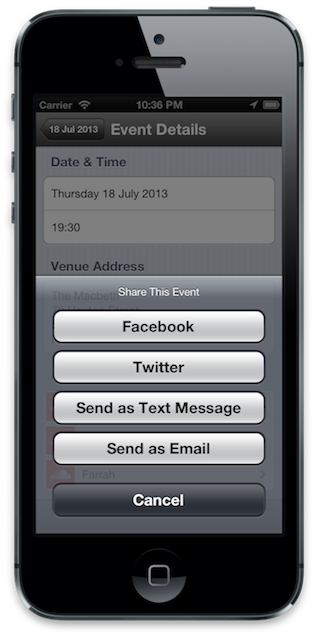 Carrier 10:36 PM
18 Jul 2013 Event Details
Date & Time
Thursday 18 July 2013
19:30
Venue Address
Share This Event
The Macbeth
Facebook
Twitter
Send as Text Message
Send as Email
Farrah
Cancel